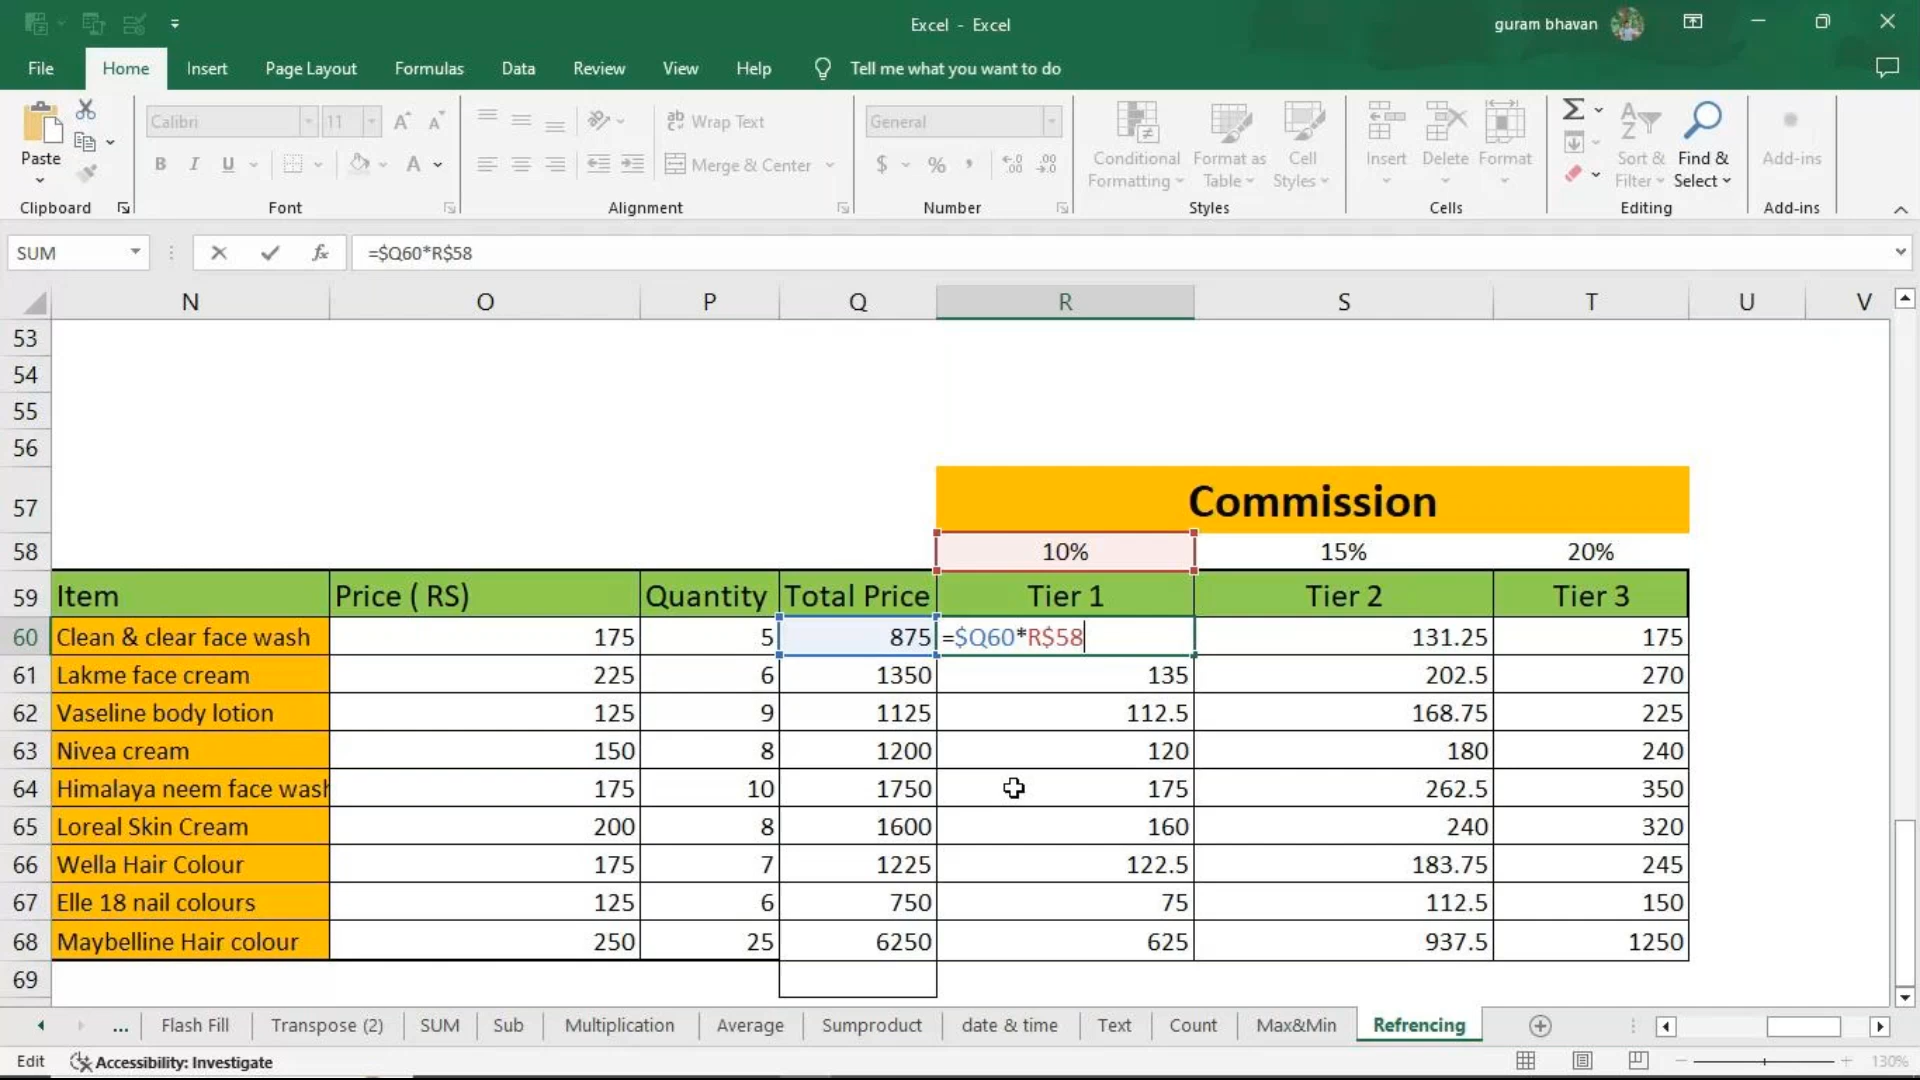 Excel - Excel
guram bhavan
File Home Insert Page Layout Formulas Data Review View Help Tell me what you want to do
Paste
Clipboard
Calibri 11
B I U A
Font
ab Wrap Text
Merge & Center
Alignment
General
$ % ,
Number
Conditional Formatting
Format as Table
Cell Styles
Styles
Insert Delete Format
Cells
Sort & Filter
Find & Select
Editing
Add-ins
Add-ins
SUM fx =$Q60*R$58
N O P Q R S T U V
53
54
55
56
57 Commission
58 10% 15% 20%
59 Item Price ( RS) Quantity Total Price Tier 1 Tier 2 Tier 3
60 Clean & clear face wash 175 5 875 =$Q60*R$58 131.25 175
61 Lakme face cream 225 6 1350 135 202.5 270
62 Vaseline body lotion 125 9 1125 112.5 168.75 225
63 Nivea cream 150 8 1200 120 180 240
64 Himalaya neem face wash 175 10 1750 175 262.5 350
65 Loreal Skin Cream 200 8 1600 160 240 320
66 Wella Hair Colour 175 7 1225 122.5 183.75 245
67 Elle 18 nail colours 125 6 750 75 112.5 150
68 Maybelline Hair colour 250 25 6250 625 937.5 1250
69
... Flash Fill Transpose (2) SUM Sub Multiplication Average Sumproduct date & time Text Count Max&Min Refrencing
Edit Accessibility: Investigate 130%